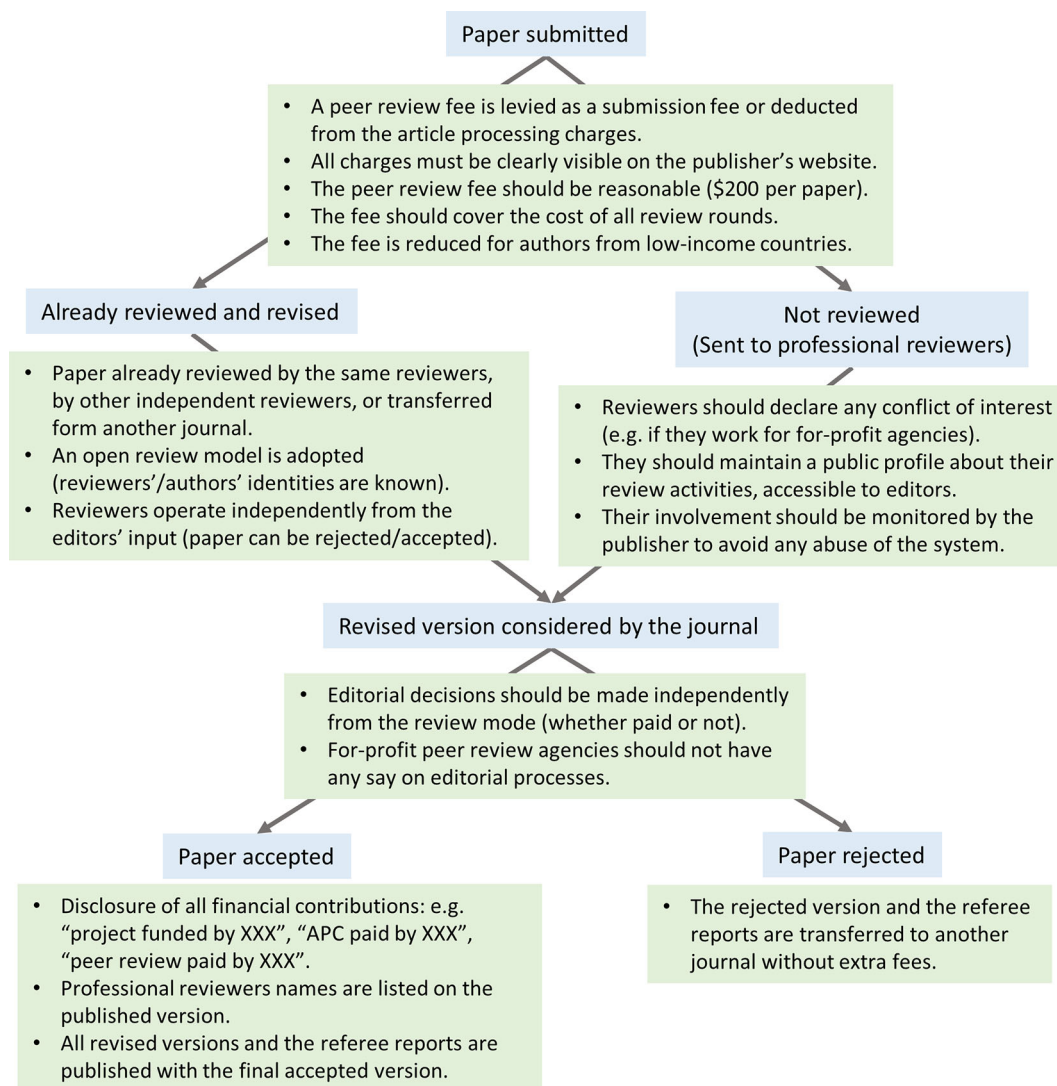 Paper submitted
• A peer review fee is levied as a submission fee or deducted
from the article processing charges.
• All charges must be clearly visible on the publisher’s website.
• The peer review fee should be reasonable ($200 per paper).
• The fee should cover the cost of all review rounds.
• The fee is reduced for authors from low-income countries.
Already reviewed and revised
• Paper already reviewed by the same reviewers,
by other independent reviewers, or transferred
form another journal.
• An open review model is adopted
(reviewers’/authors’ identities are known).
• Reviewers operate independently from the
editors’ input (paper can be rejected/accepted).
Not reviewed
(Sent to professional reviewers)
• Reviewers should declare any conflict of interest
(e.g. if they work for for-profit agencies).
• They should maintain a public profile about their
review activities, accessible to editors.
• Their involvement should be monitored by the
publisher to avoid any abuse of the system.
Revised version considered by the journal
• Editorial decisions should be made independently
from the review mode (whether paid or not).
• For-profit peer review agencies should not have
any say on editorial processes.
Paper accepted
• Disclosure of all financial contributions: e.g.
“project funded by XXX”, “APC paid by XXX”,
“peer review paid by XXX”.
• Professional reviewers names are listed on the
published version.
• All revised versions and the referee reports are
published with the final accepted version.
Paper rejected
• The rejected version and the referee
reports are transferred to another
journal without extra fees.